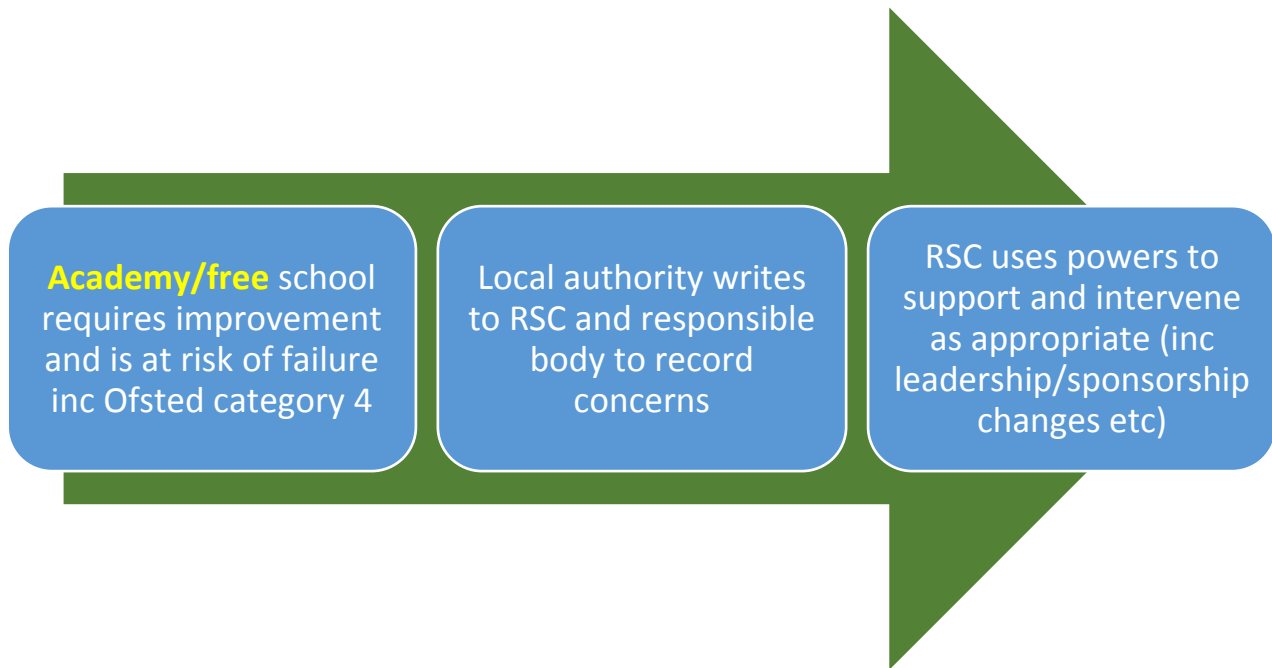 Academy/free school
requires improvement
and is at risk of failure
inc Ofsted category 4
Local authority writes
to RSC and responsible
body to record
concerns
RSC uses powers to
support and intervene
as appropriate (inc
leadership/sponsorship
changes etc)